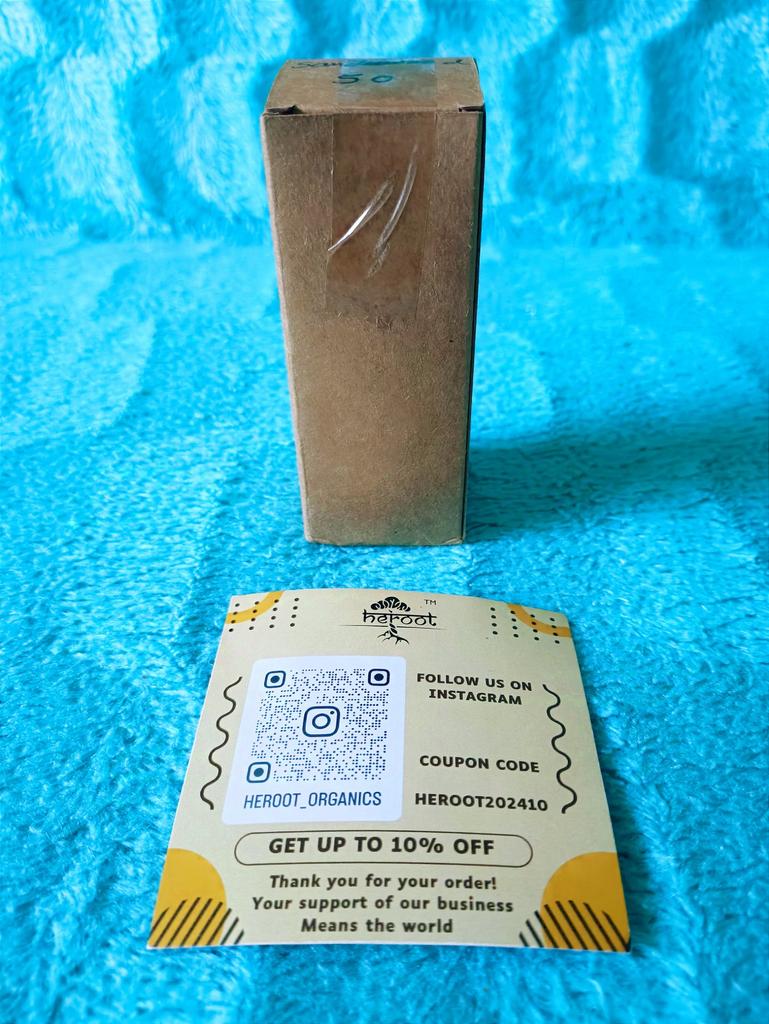 50
heroot TM
FOLLOW US ON
INSTAGRAM
HEROOT_ORGANICS
COUPON CODE
HEROOT202410
GET UP TO 10% OFF
Thank you for your order!
Your support of our business
Means the world